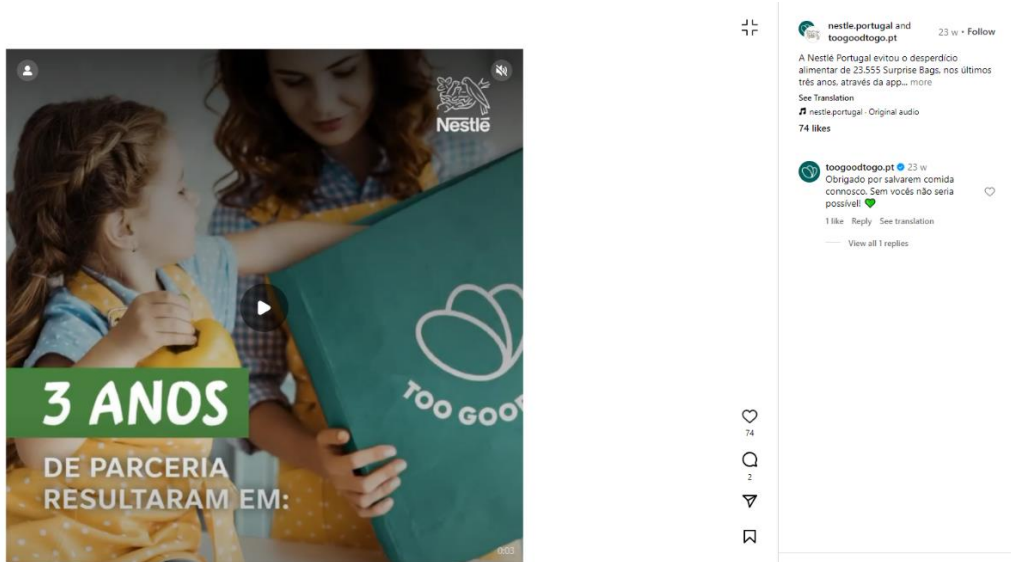 Nestlé
TOO GOO
3 ANOS
DE PARCERIA
RESULTARAM EM:
0:03
74
2
nestle.portugal and
toogoodtogo.pt
23 w • Follow
A Nestlé Portugal evitou o desperdício
alimentar de 23.555 Surprise Bags, nos últimos
três anos, através da app... more
See Translation
nestle.portugal · Original audio
74 likes
toogoodtogo.pt 23 w
Obrigado por salvarem comida
connosco. Sem vocês não seria
possível!
1 like Reply See translation
View all 1 replies